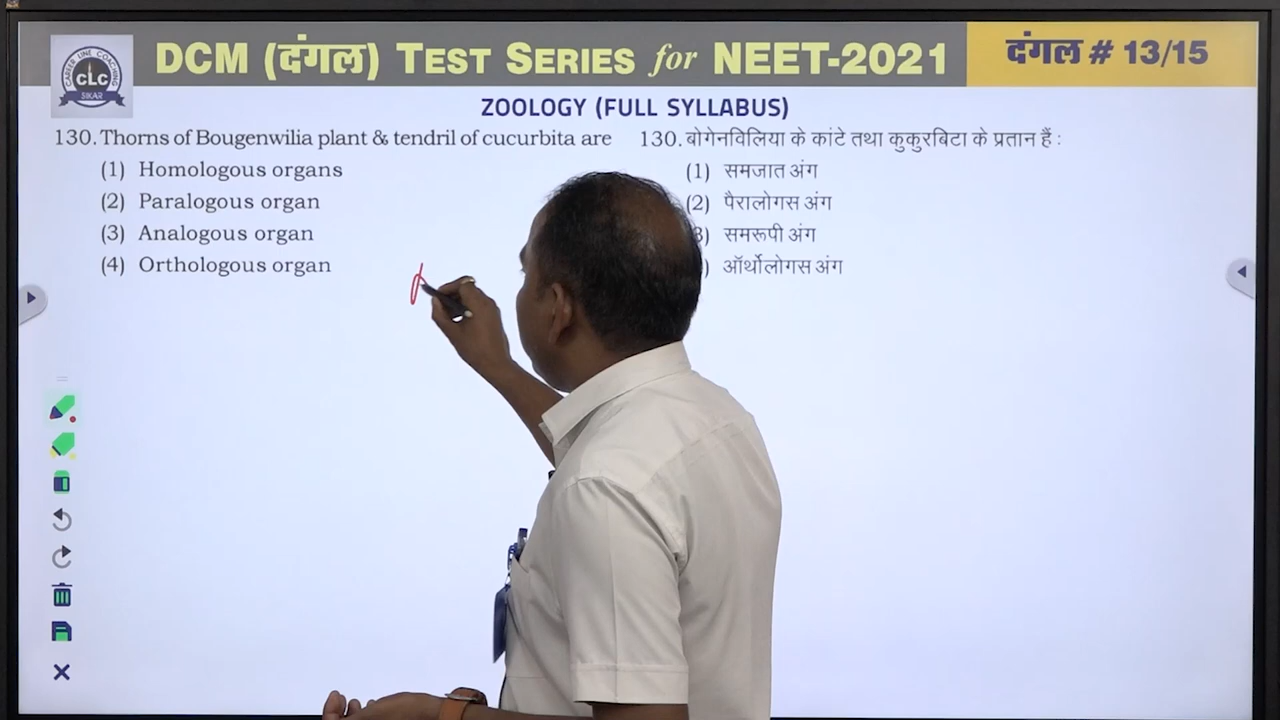 CAREER LINE COACHING
CLC
SIKAR
DCM (दंगल) TEST SERIES for NEET-2021
दंगल # 13/15
ZOOLOGY (FULL SYLLABUS)
130. Thorns of Bougenwilia plant & tendril of cucurbita are
(1) Homologous organs
(2) Paralogous organ
(3) Analogous organ
(4) Orthologous organ
130. बोगेनविलिया के कांटे तथा कुकुरबिटा के प्रतान हैं :
(1) समजात अंग
(2) पैरालोगस अंग
3) समरूपी अंग
) ऑर्थोलोगस अंग